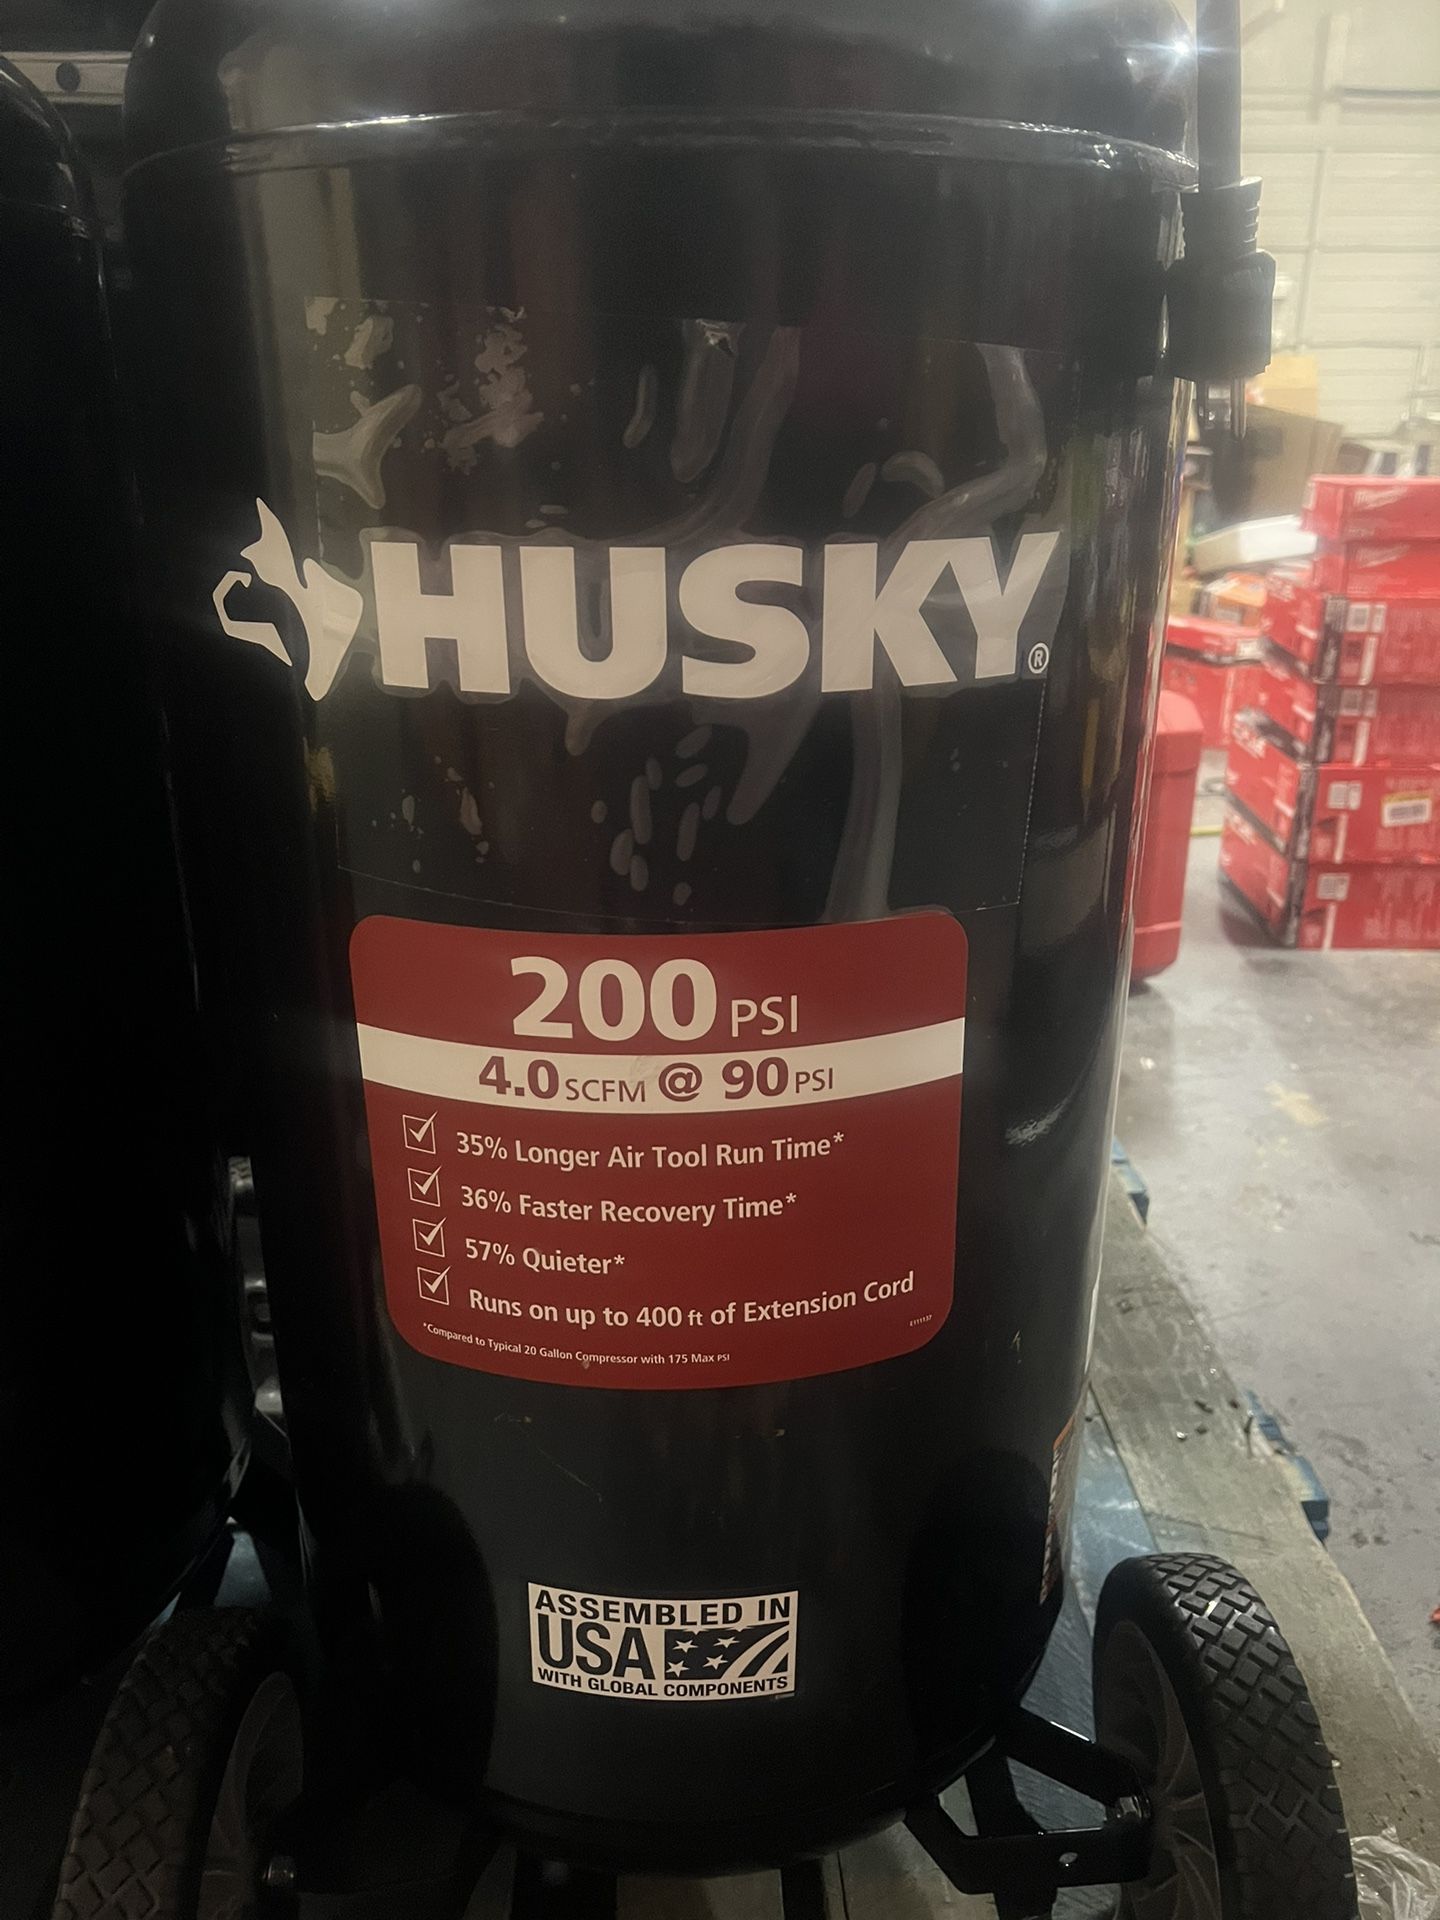 HUSKY®
200 PSI
4.0 SCFM @ 90 PSI
35% Longer Air Tool Run Time*
36% Faster Recovery Time*
57% Quieter*
Runs on up to 400 ft of Extension Cord
E111137
*Compared to Typical 20 Gallon Compressor with 175 Max PSI
ASSEMBLED IN
USA
WITH GLOBAL COMPONENTS
Milwaukee